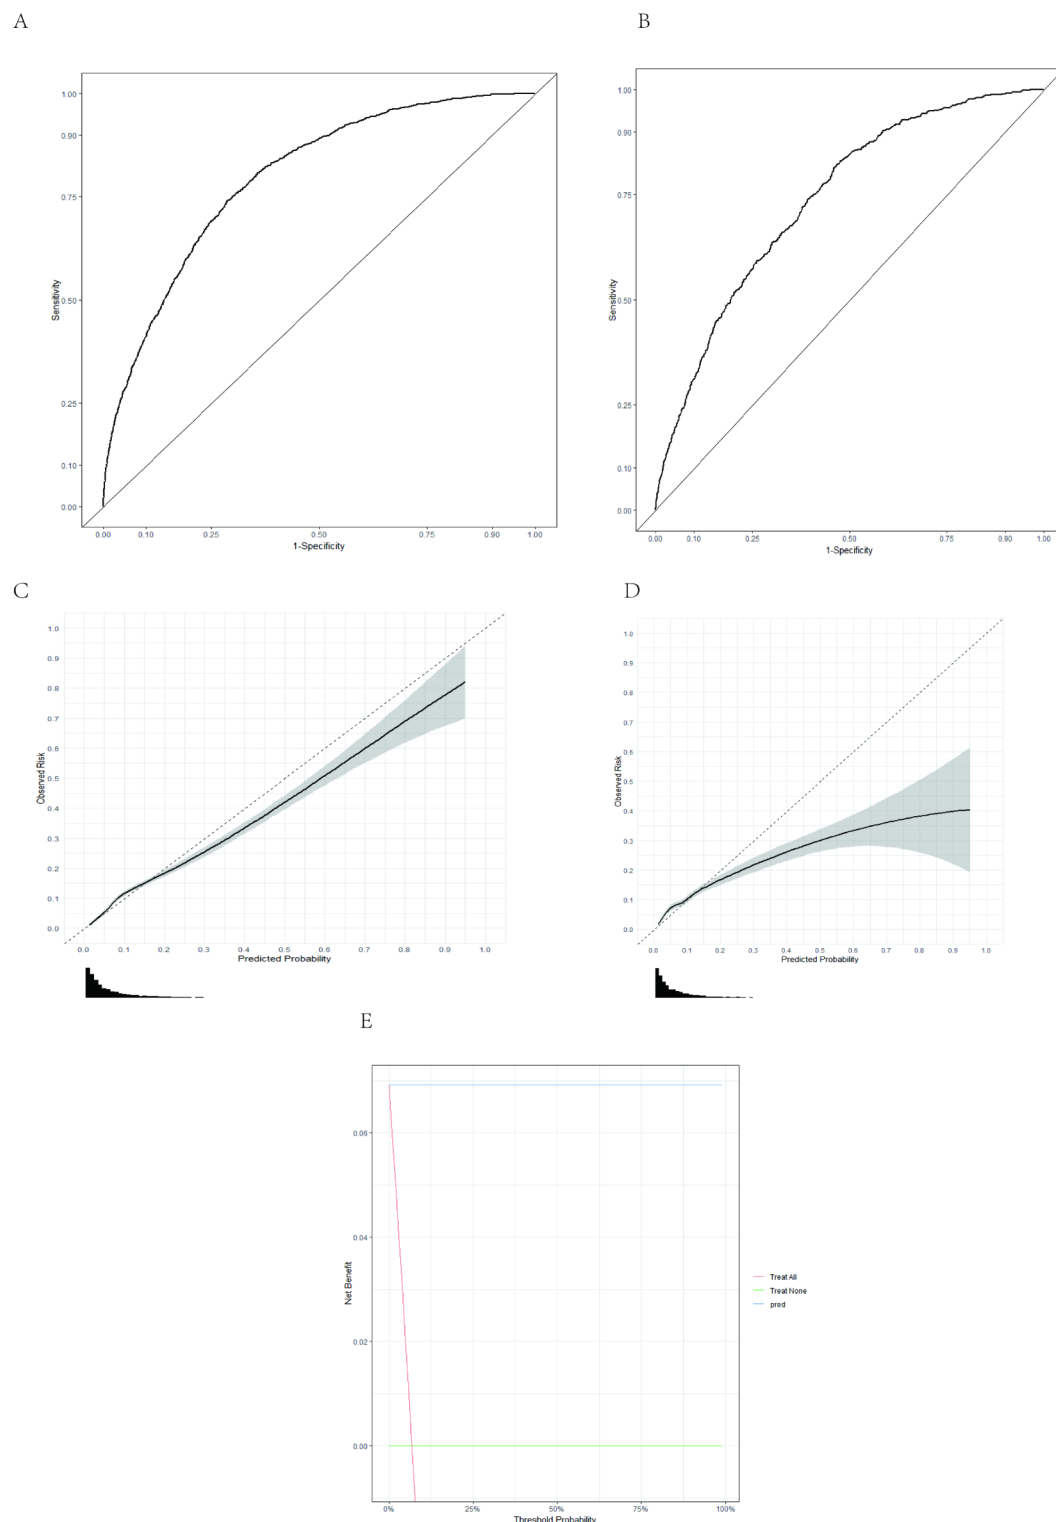 A
B
1.00
0.90
0.75
0.50
0.25
0.10
0.00
Sensitivity
0.00 0.10 0.25 0.50 0.75 0.90 1.00
1-Specificity
1.00
0.90
0.75
0.50
0.25
0.10
0.00
Sensitivity
0.00 0.10 0.25 0.50 0.75 0.90 1.00
1-Specificity
C
D
1.0
0.9
0.8
0.7
0.6
0.5
0.4
0.3
0.2
0.1
0.0
Observed Risk
0.0 0.1 0.2 0.3 0.4 0.5 0.6 0.7 0.8 0.9 1.0
Predicted Probability
1.0
0.9
0.8
0.7
0.6
0.5
0.4
0.3
0.2
0.1
0.0
Observed Risk
0.0 0.1 0.2 0.3 0.4 0.5 0.6 0.7 0.8 0.9 1.0
Predicted Probability
E
0.06
0.04
0.02
0.00
Net Benefit
0% 25% 50% 75% 100%
Threshold Probability
Treat All
Treat None
pred